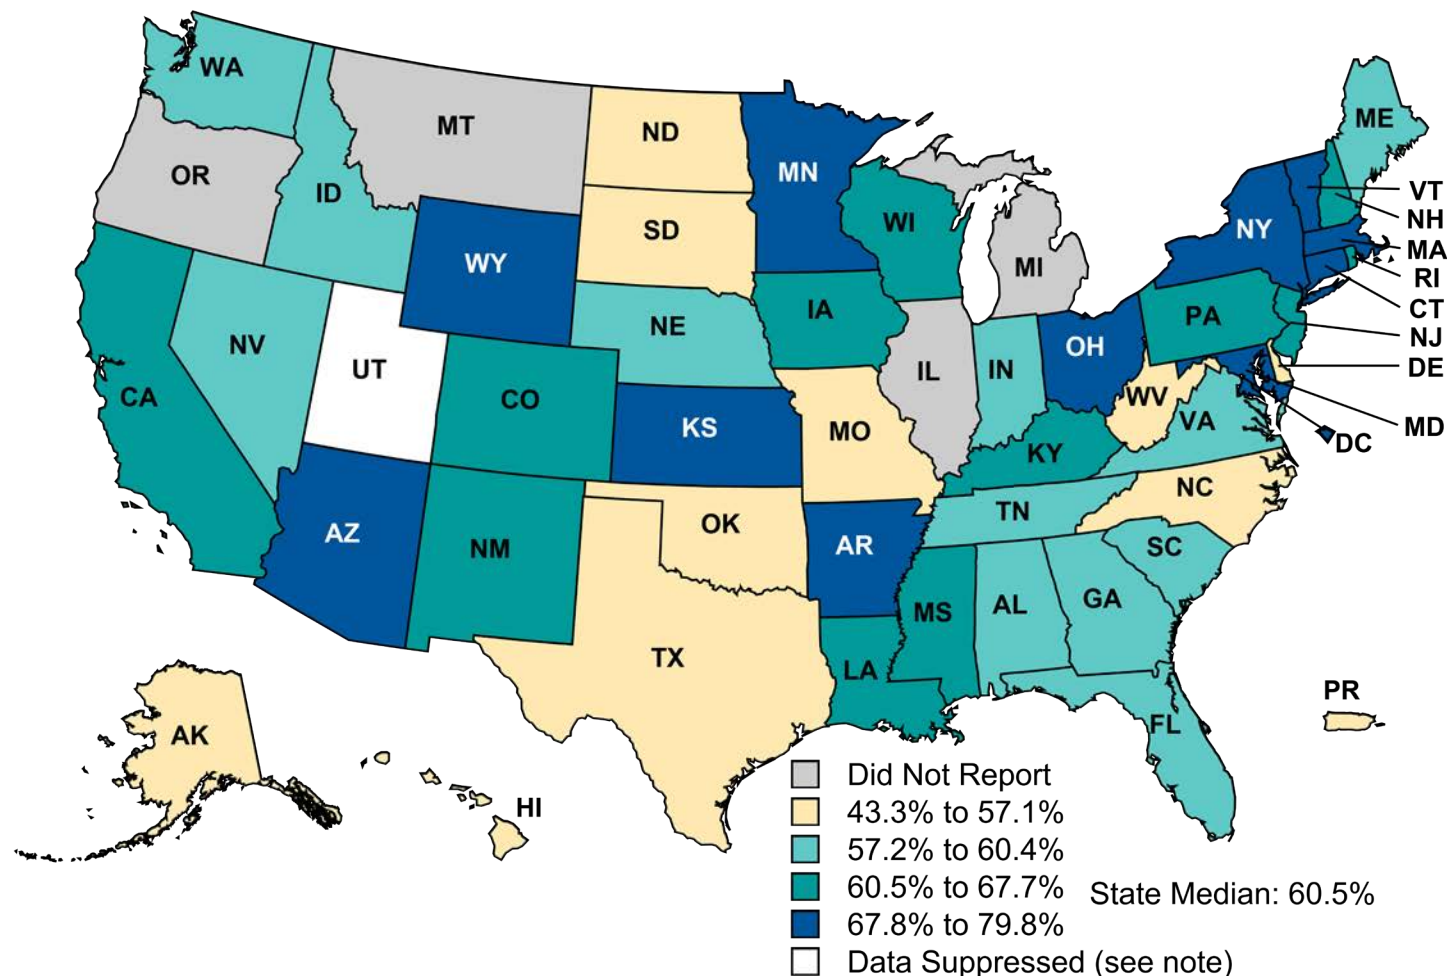 WA
MT
ND
MN
ME
OR
ID
SD
WI
VT
NH
NY
MA
WY
MI
RI
CT
NV
NE
IA
PA
NJ
UT
OH
DE
CA
CO
IL
IN
WV
MD
KS
MO
VA
DC
KY
NC
AZ
OK
TN
NM
AR
SC
MS
AL
GA
TX
LA
PR
AK
FL
HI
Did Not Report
43.3% to 57.1%
57.2% to 60.4%
60.5% to 67.7%
State Median: 60.5%
67.8% to 79.8%
Data Suppressed (see note)